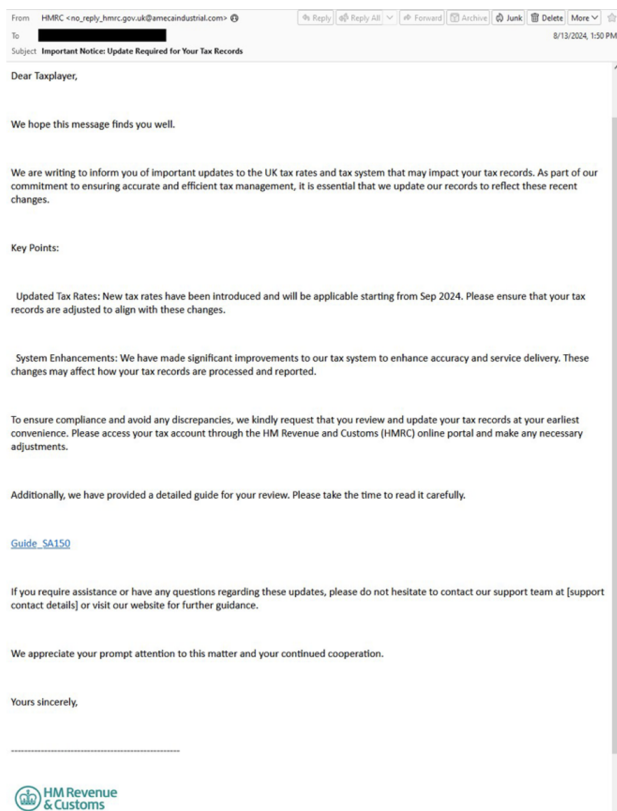 From HMRC <no_reply_hmrc.gov.uk@amecaindustrial.com> Reply Reply All Forward Archive Junk Delete More
To 8/13/2024, 1:50 PM
Subject Important Notice: Update Required for Your Tax Records
Dear Taxplayer,
We hope this message finds you well.
We are writing to inform you of important updates to the UK tax rates and tax system that may impact your tax records. As part of our
commitment to ensuring accurate and efficient tax management, it is essential that we update our records to reflect these recent
changes.
Key Points:
Updated Tax Rates: New tax rates have been introduced and will be applicable starting from Sep 2024. Please ensure that your tax
records are adjusted to align with these changes.
System Enhancements: We have made significant improvements to our tax system to enhance accuracy and service delivery. These
changes may affect how your tax records are processed and reported.
To ensure compliance and avoid any discrepancies, we kindly request that you review and update your tax records at your earliest
convenience. Please access your tax account through the HM Revenue and Customs (HMRC) online portal and make any necessary
adjustments.
Additionally, we have provided a detailed guide for your review. Please take the time to read it carefully.
Guide_SA150
If you require assistance or have any questions regarding these updates, please do not hesitate to contact our support team at [support
contact details] or visit our website for further guidance.
We appreciate your prompt attention to this matter and your continued cooperation.
Yours sincerely,
--------------------------------------------------
HM Revenue
& Customs